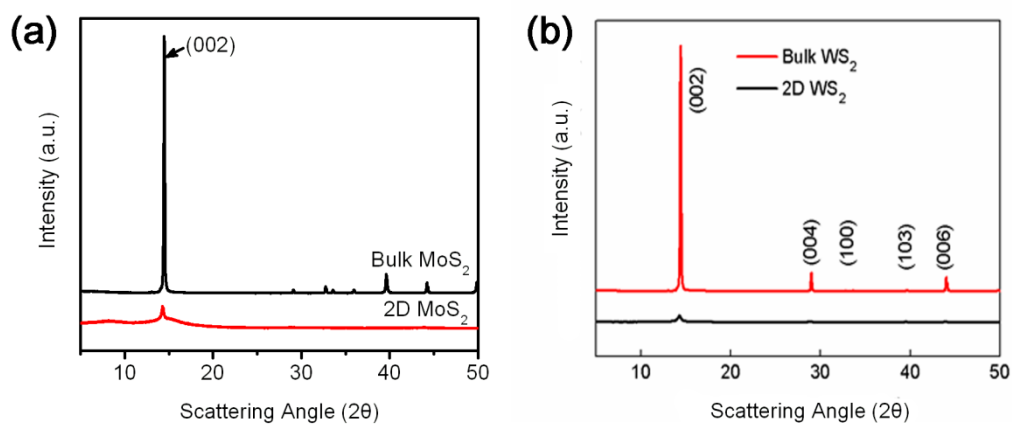 (a)
(002)
Bulk MoS₂
2D MoS₂
Intensity (a.u.)
10 20 30 40 50
Scattering Angle (2θ)
(b)
Bulk WS₂
2D WS₂
(002)
(004) (100) (103) (006)
Intensity (a.u.)
10 20 30 40 50
Scattering Angle (2θ)